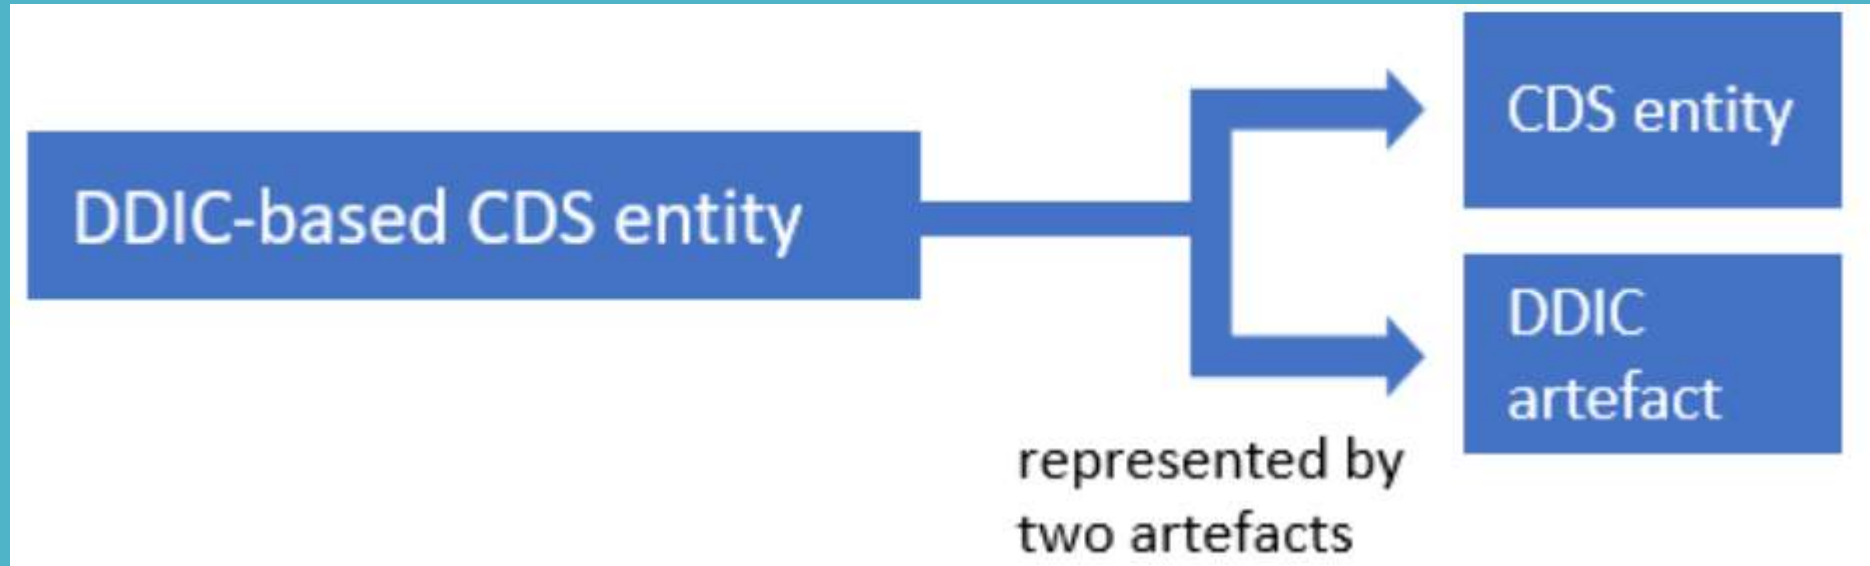 DDIC-based CDS entity
CDS entity
DDIC
artefact
represented by
two artefacts